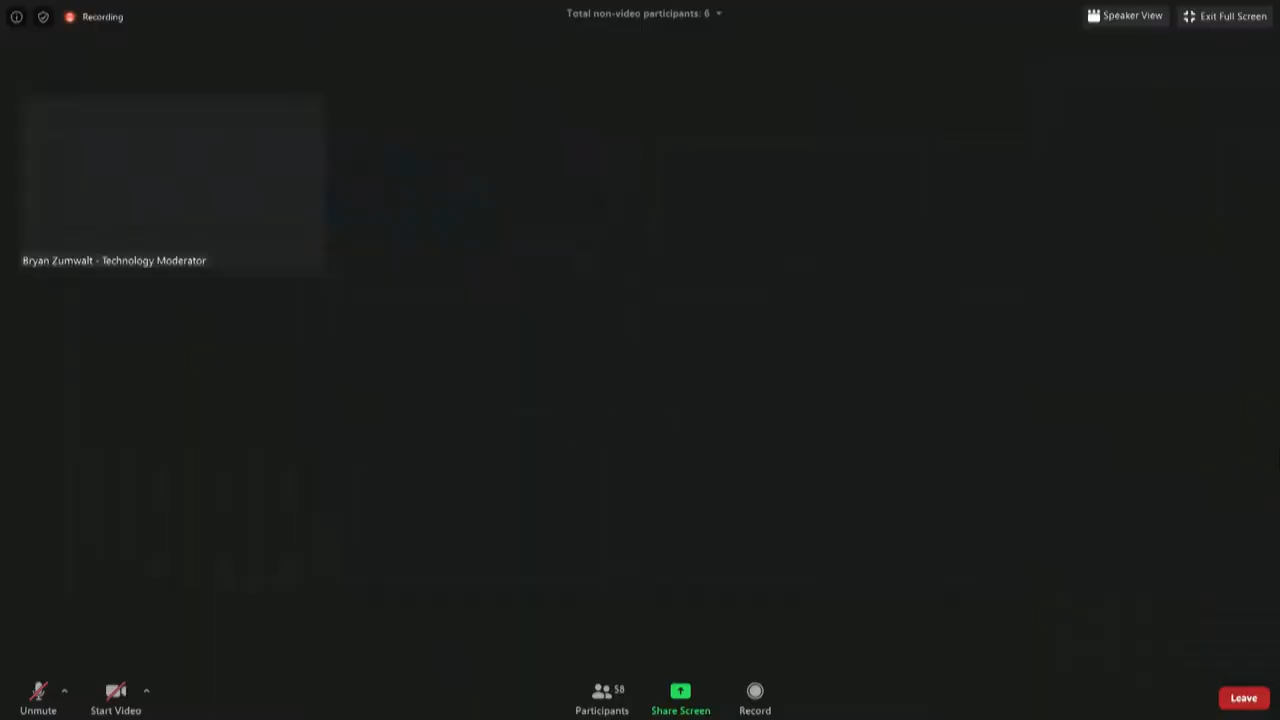 Recording
Total non-video participants: 6
Speaker View
Exit Full Screen
Bryan Zumwalt - Technology Moderator
Unmute
Start Video
58
Participants
Share Screen
Record
Leave